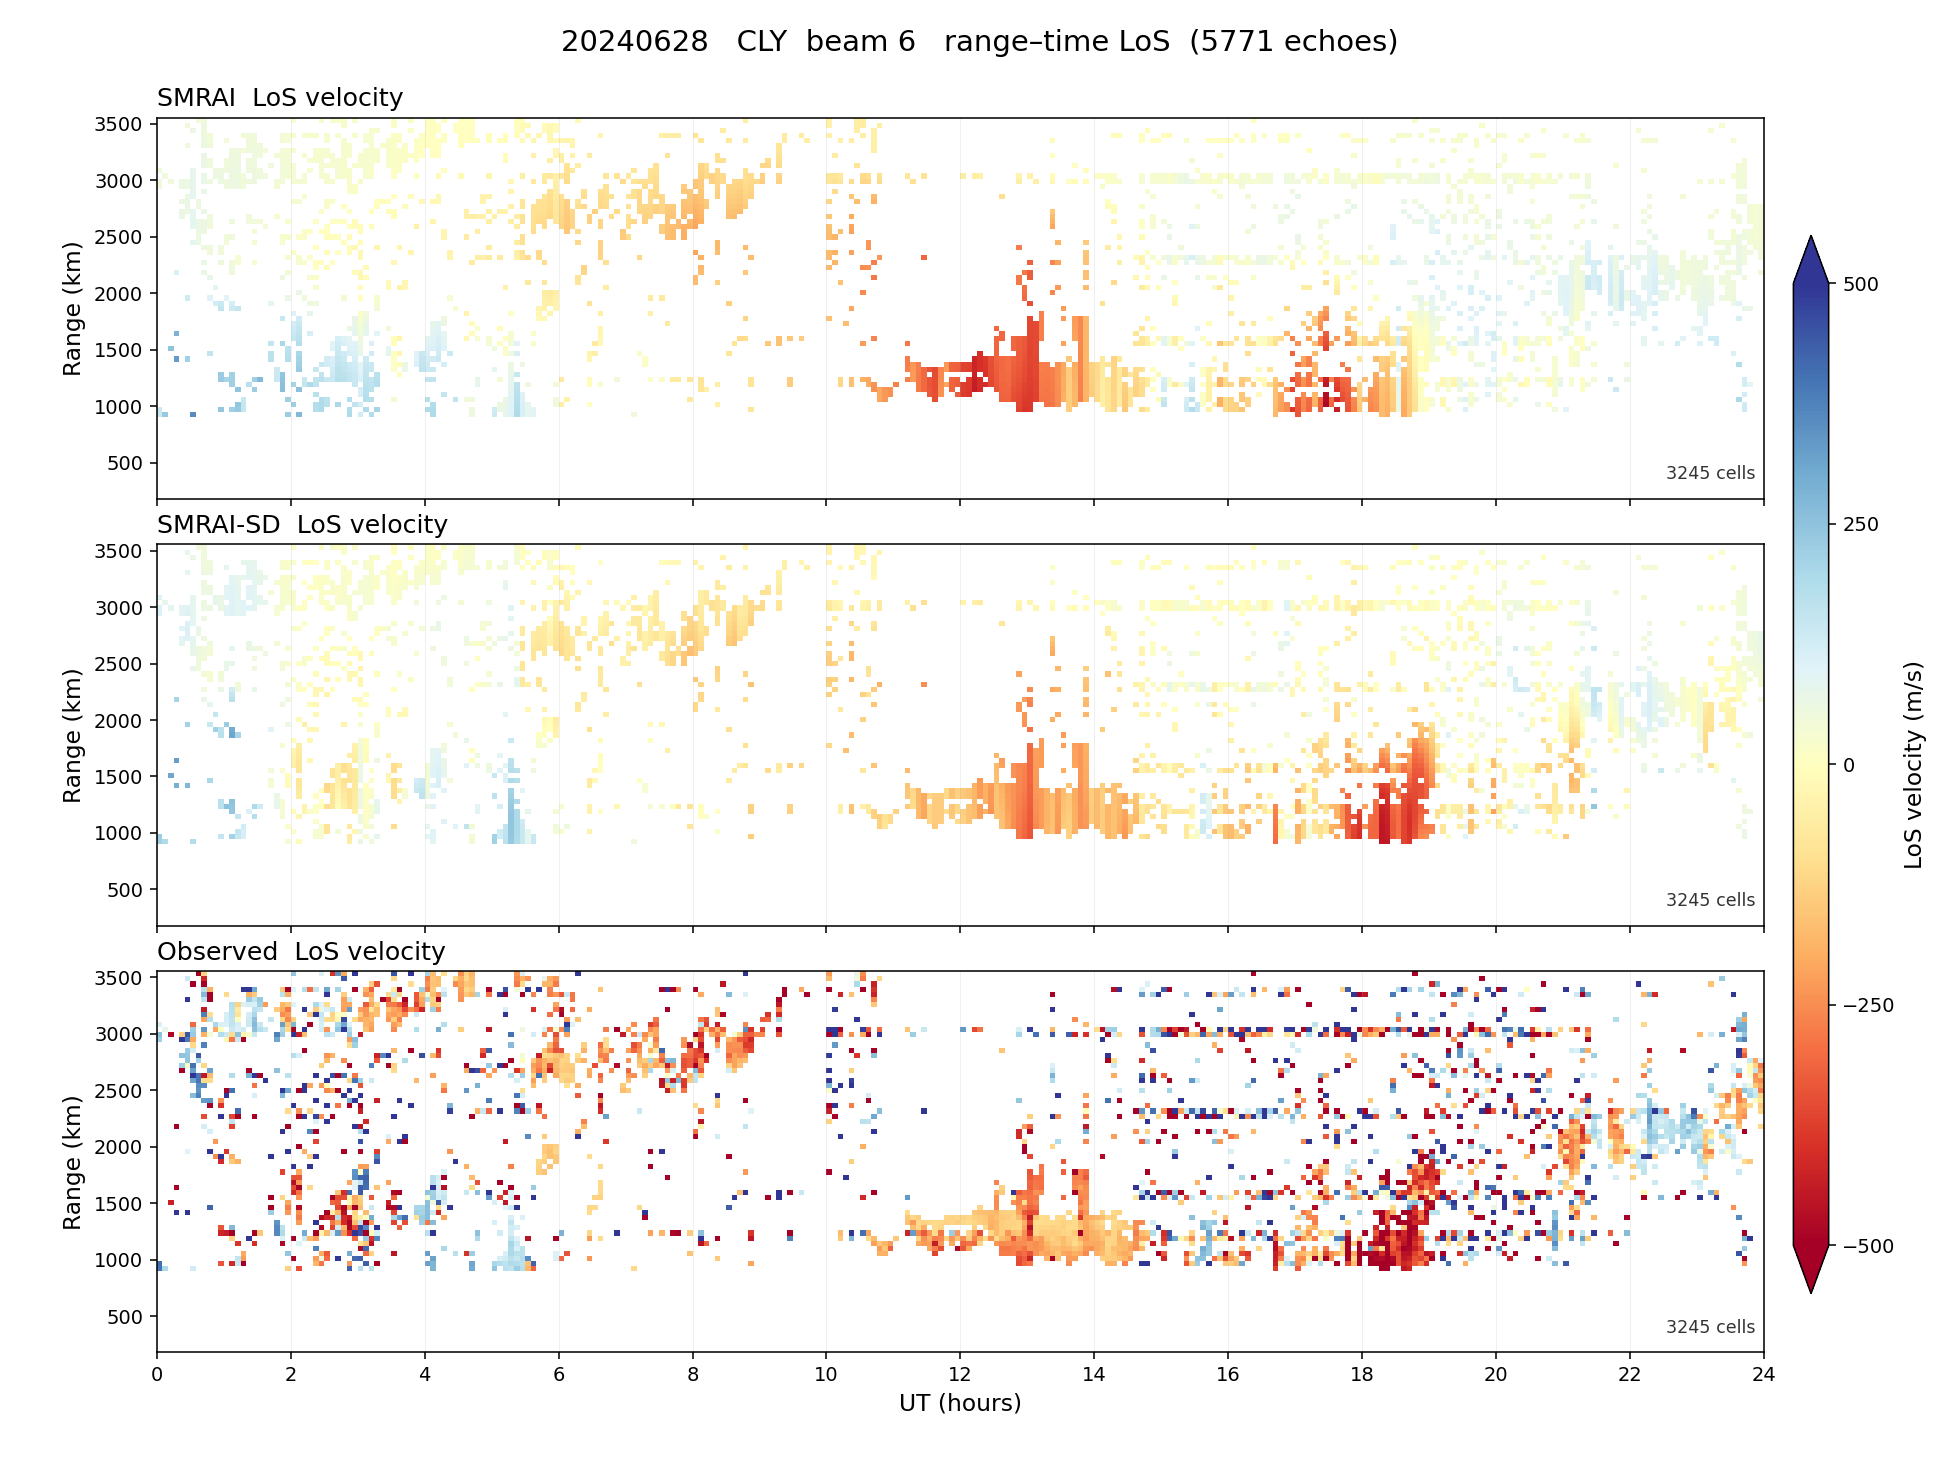 20240628   CLY  beam 6   range–time LoS  (5771 echoes)
SMRAI  LoS velocity
3500
3000
2500
2000
1500
1000
500
Range (km)
3245 cells
SMRAI-SD  LoS velocity
3500
3000
2500
2000
1500
1000
500
Range (km)
3245 cells
Observed  LoS velocity
3500
3000
2500
2000
1500
1000
500
Range (km)
3245 cells
0 2 4 6 8 10 12 14 16 18 20 22 24
UT (hours)
500
250
0
−250
−500
LoS velocity (m/s)